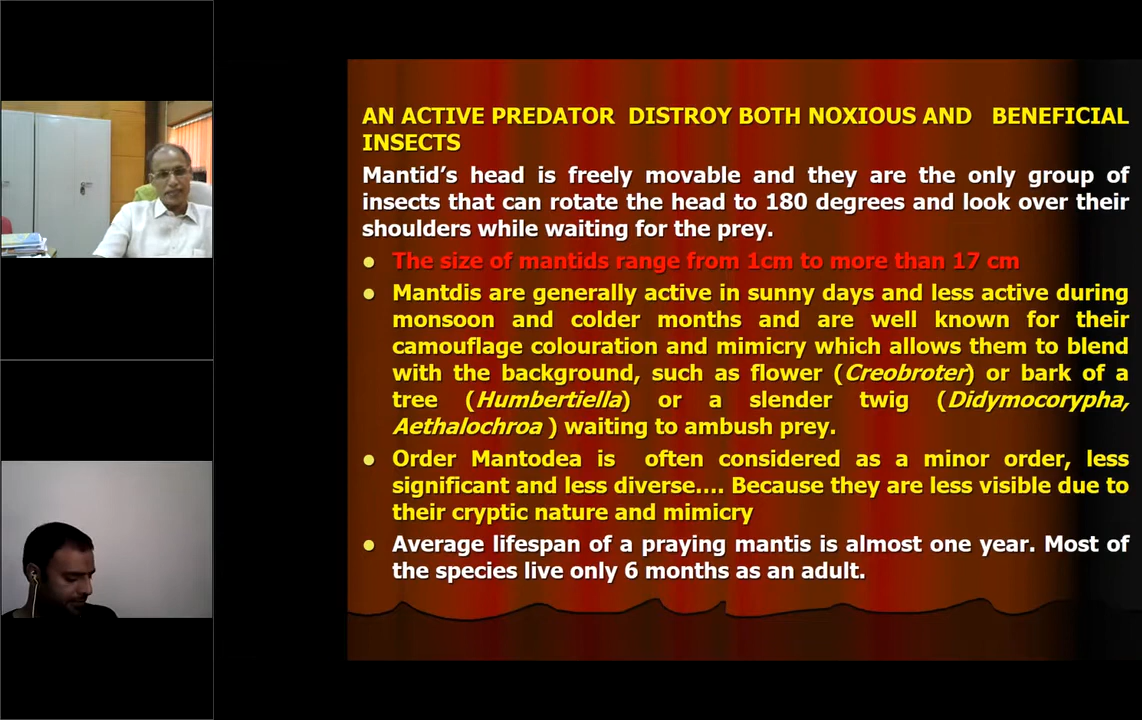 AN ACTIVE PREDATOR DISTROY BOTH NOXIOUS AND BENEFICIAL
INSECTS
Mantid's head is freely movable and they are the only group of
insects that can rotate the head to 180 degrees and look over their
shoulders while waiting for the prey.
● The size of mantids range from 1cm to more than 17 cm
● Mantdis are generally active in sunny days and less active during
monsoon and colder months and are well known for their
camouflage colouration and mimicry which allows them to blend
with the background, such as flower (Creobroter) or bark of a
tree (Humbertiella) or a slender twig (Didymocorypha,
Aethalochroa ) waiting to ambush prey.
● Order Mantodea is often considered as a minor order, less
significant and less diverse.... Because they are less visible due to
their cryptic nature and mimicry
● Average lifespan of a praying mantis is almost one year. Most of
the species live only 6 months as an adult.